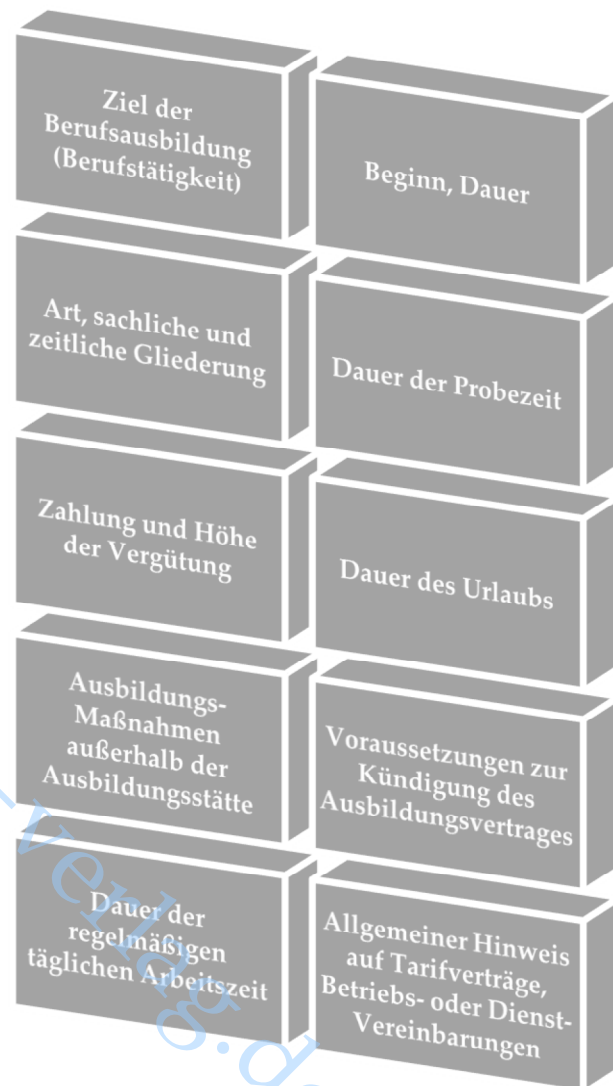 Ziel der
Berufsausbildung
(Berufstätigkeit)
Beginn, Dauer
Art, sachliche und
zeitliche Gliederung
Dauer der Probezeit
Zahlung und Höhe
der Vergütung
Dauer des Urlaubs
Ausbildungs-
Maßnahmen
außerhalb der
Ausbildungsstätte
Voraussetzungen zur
Kündigung des
Ausbildungsvertrages
Dauer der
regelmäßigen
täglichen Arbeitszeit
Allgemeiner Hinweis
auf Tarifverträge,
Betriebs- oder Dienst-
Vereinbarungen
-verlag.de